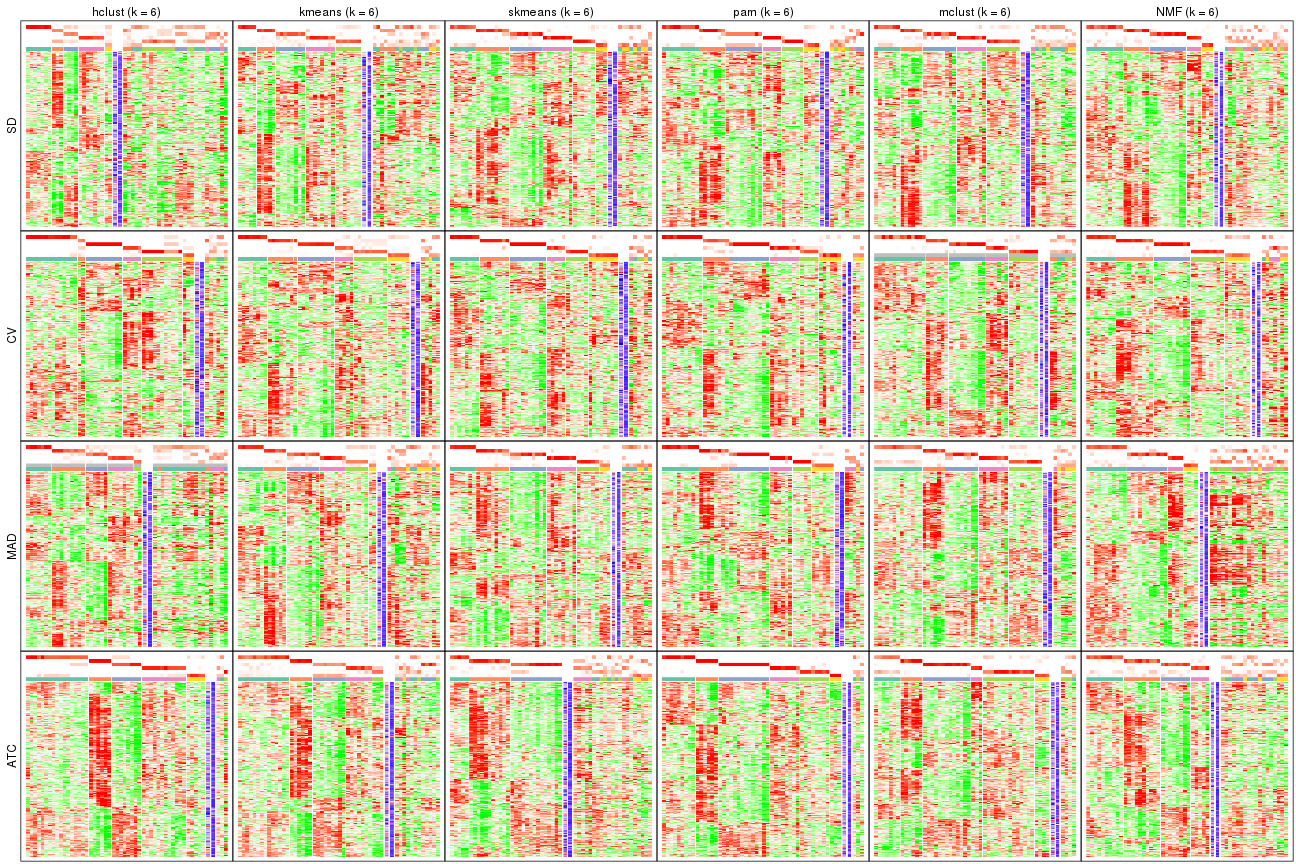 hclust (k = 6)
kmeans (k = 6)
skmeans (k = 6)
pam (k = 6)
mclust (k = 6)
NMF (k = 6)
SD
CV
MAD
ATC